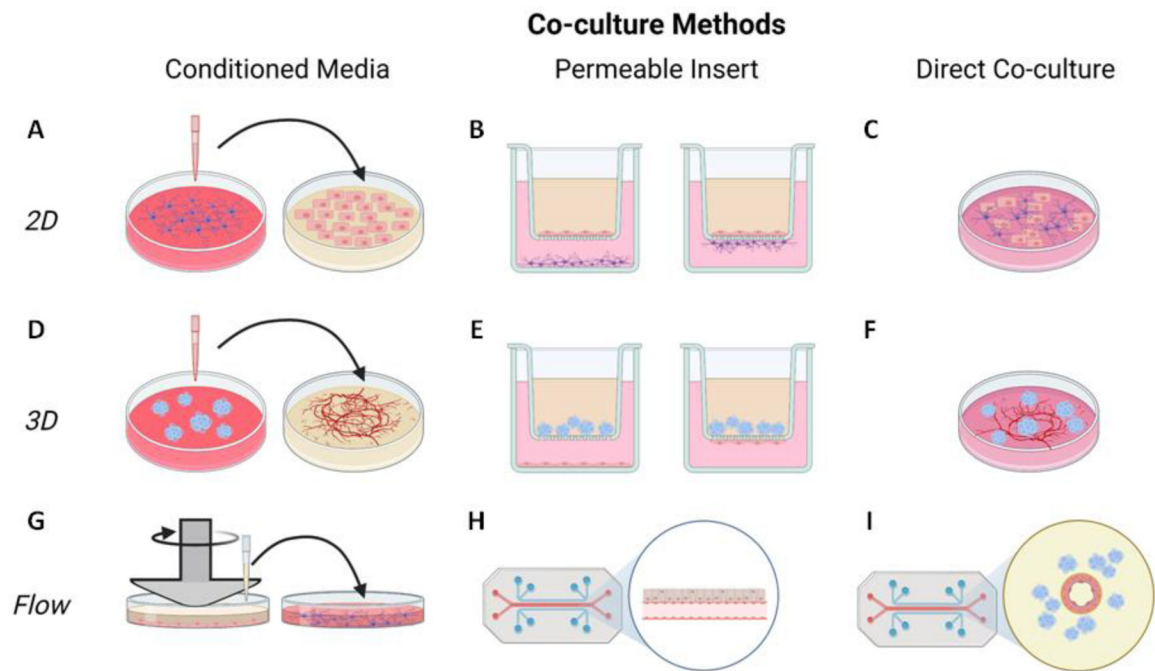 Co-culture Methods
Conditioned Media
Permeable Insert
Direct Co-culture
A
B
C
2D
D
E
F
3D
G
H
I
Flow